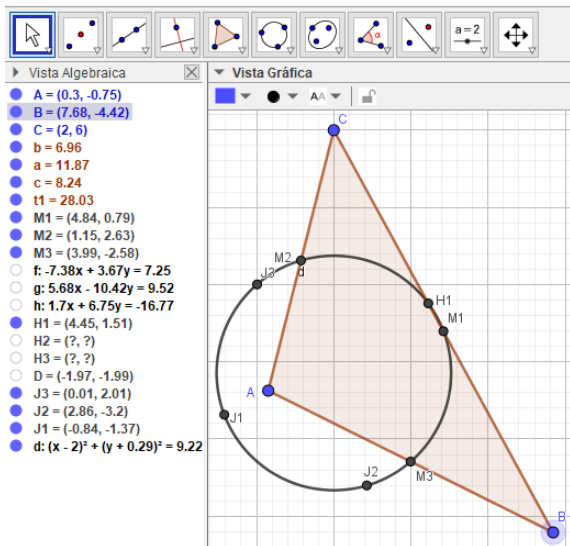 a = 2
Vista Algebraica
Vista Gráfica
A = (0.3, -0.75)
B = (7.68, -4.42)
C = (2, 6)
b = 6.96
a = 11.87
c = 8.24
t1 = 28.03
M1 = (4.84, 0.79)
M2 = (1.15, 2.63)
M3 = (3.99, -2.58)
f: -7.38x + 3.67y = 7.25
g: 5.68x - 10.42y = 9.52
h: 1.7x + 6.75y = -16.77
H1 = (4.45, 1.51)
H2 = (?, ?)
H3 = (?, ?)
D = (-1.97, -1.99)
J3 = (0.01, 2.01)
J2 = (2.86, -3.2)
J1 = (-0.84, -1.37)
d: (x - 2)² + (y + 0.29)² = 9.22
α
AA
C
M2
d
J3
H1
M1
A
J1
J2
M3
B